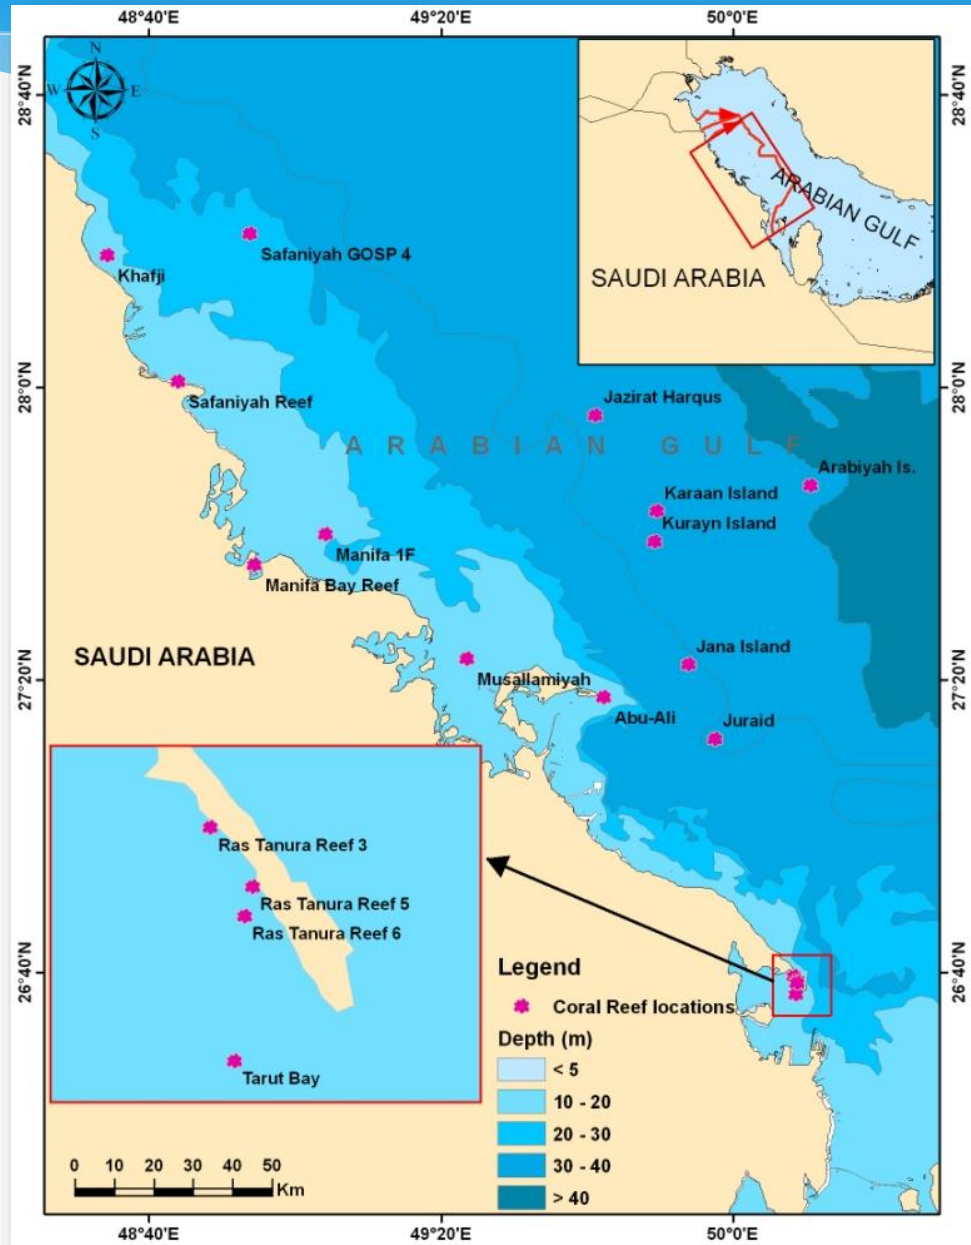 48°40'E 49°20'E 50°0'E
28°40'N
28°40'N
N
W E
S
ARABIAN GULF
SAUDI ARABIA
Safaniyah GOSP 4
Khafji
28°0'N
28°0'N
Safaniyah Reef
Jazirat Harqus
ARABIAN GULF
Arabiyah Is.
Karaan Island
Kurayn Island
Manifa 1F
Manifa Bay Reef
SAUDI ARABIA
Jana Island
27°20'N
27°20'N
Musallamiyah
Abu-Ali
Juraid
Ras Tanura Reef 3
Ras Tanura Reef 5
Ras Tanura Reef 6
Tarut Bay
26°40'N
26°40'N
Legend
Coral Reef locations
Depth (m)
< 5
10 - 20
20 - 30
30 - 40
> 40
0 10 20 30 40 50
Km
48°40'E 49°20'E 50°0'E